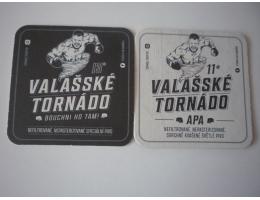 15°
VALAŠSKÉ
TORNÁDO
BOUCHNI HO TAM!
NEFILTROVANÉ, NEPASTERIZOVANÉ SPECIÁLNÍ PIVO
11°
VALAŠSKÉ
TORNÁDO
APA
NEFILTROVANÉ, NEPASTERIZOVANÉ,
SVRCHNĚ KVAŠENÉ SVĚTLÉ PIVO